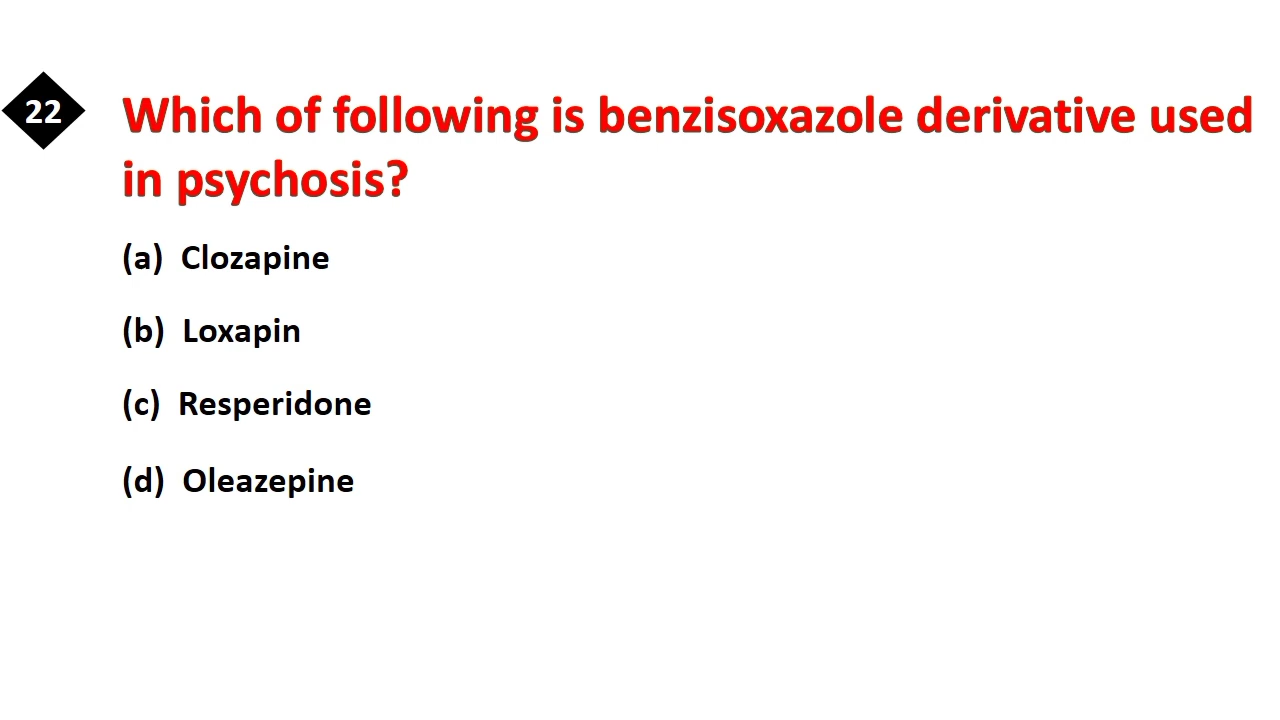 22
Which of following is benzisoxazole derivative used
in psychosis?
(a) Clozapine
(b) Loxapin
(c) Resperidone
(d) Oleazepine